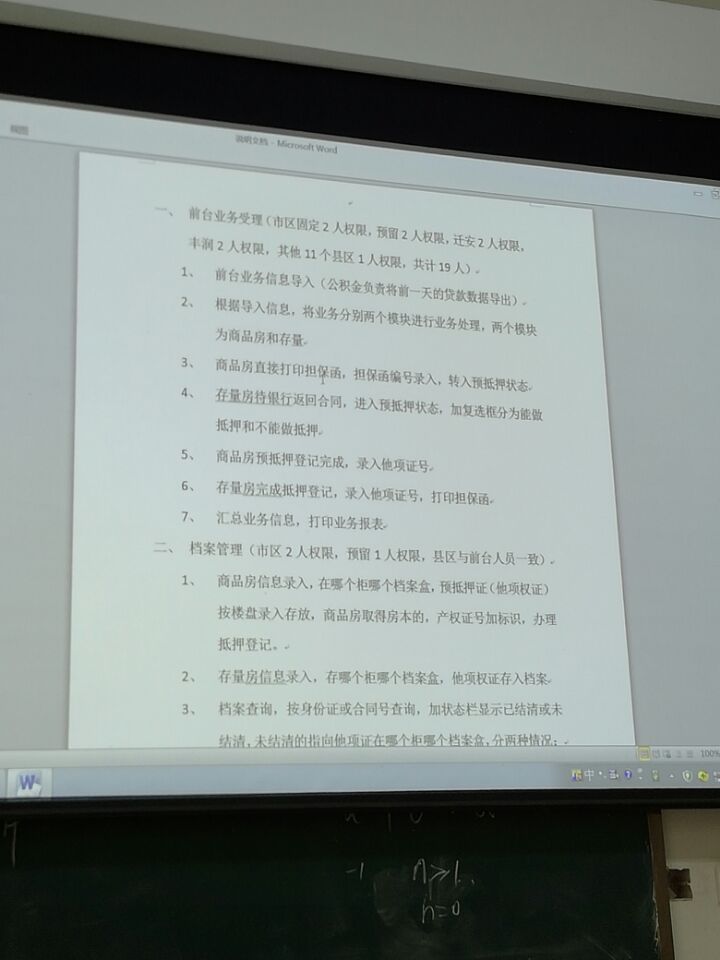 视图
说明文档 - Microsoft Word
一、 前台业务受理（市区固定2人权限，预留2人权限，迁安2人权限，
丰润2人权限，其他11个县区1人权限，共计19人）
1、 前台业务信息导入（公积金负责将前一天的贷款数据导出）
2、 根据导入信息，将业务分别两个模块进行业务处理，两个模块
为商品房和存量
3、 商品房直接打印担保函，担保函编号录入，转入预抵押状态
4、 存量房待银行返回合同，进入预抵押状态，加复选框分为能做
抵押和不能做抵押
5、 商品房预抵押登记完成，录入他项证号
6、 存量房完成抵押登记，录入他项证号，打印担保函
7、 汇总业务信息，打印业务报表
二、 档案管理（市区2人权限，预留1人权限，县区与前台人员一致）
1、 商品房信息录入，在哪个柜哪个档案盒，预抵押证（他项权证）
按楼盘录入存放，商品房取得房本的，产权证号加标识，办理
抵押登记。
2、 存量房信息录入，存哪个柜哪个档案盒，他项权证存入档案
3、 档案查询，按身份证或合同号查询，加状态栏显示已结清或未
结清，未结清的指向他项证在哪个柜哪个档案盒，分两种情况：
100%
W 中
-1 n≥1
n=0